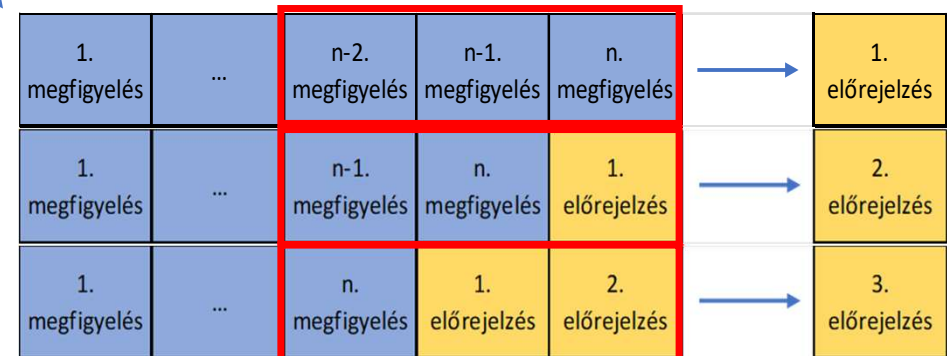 1. megfigyelés ... n-2. megfigyelés n-1. megfigyelés n. megfigyelés 1. előrejelzés
1. megfigyelés ... n-1. megfigyelés n. megfigyelés 1. előrejelzés 2. előrejelzés
1. megfigyelés ... n. megfigyelés 1. előrejelzés 2. előrejelzés 3. előrejelzés